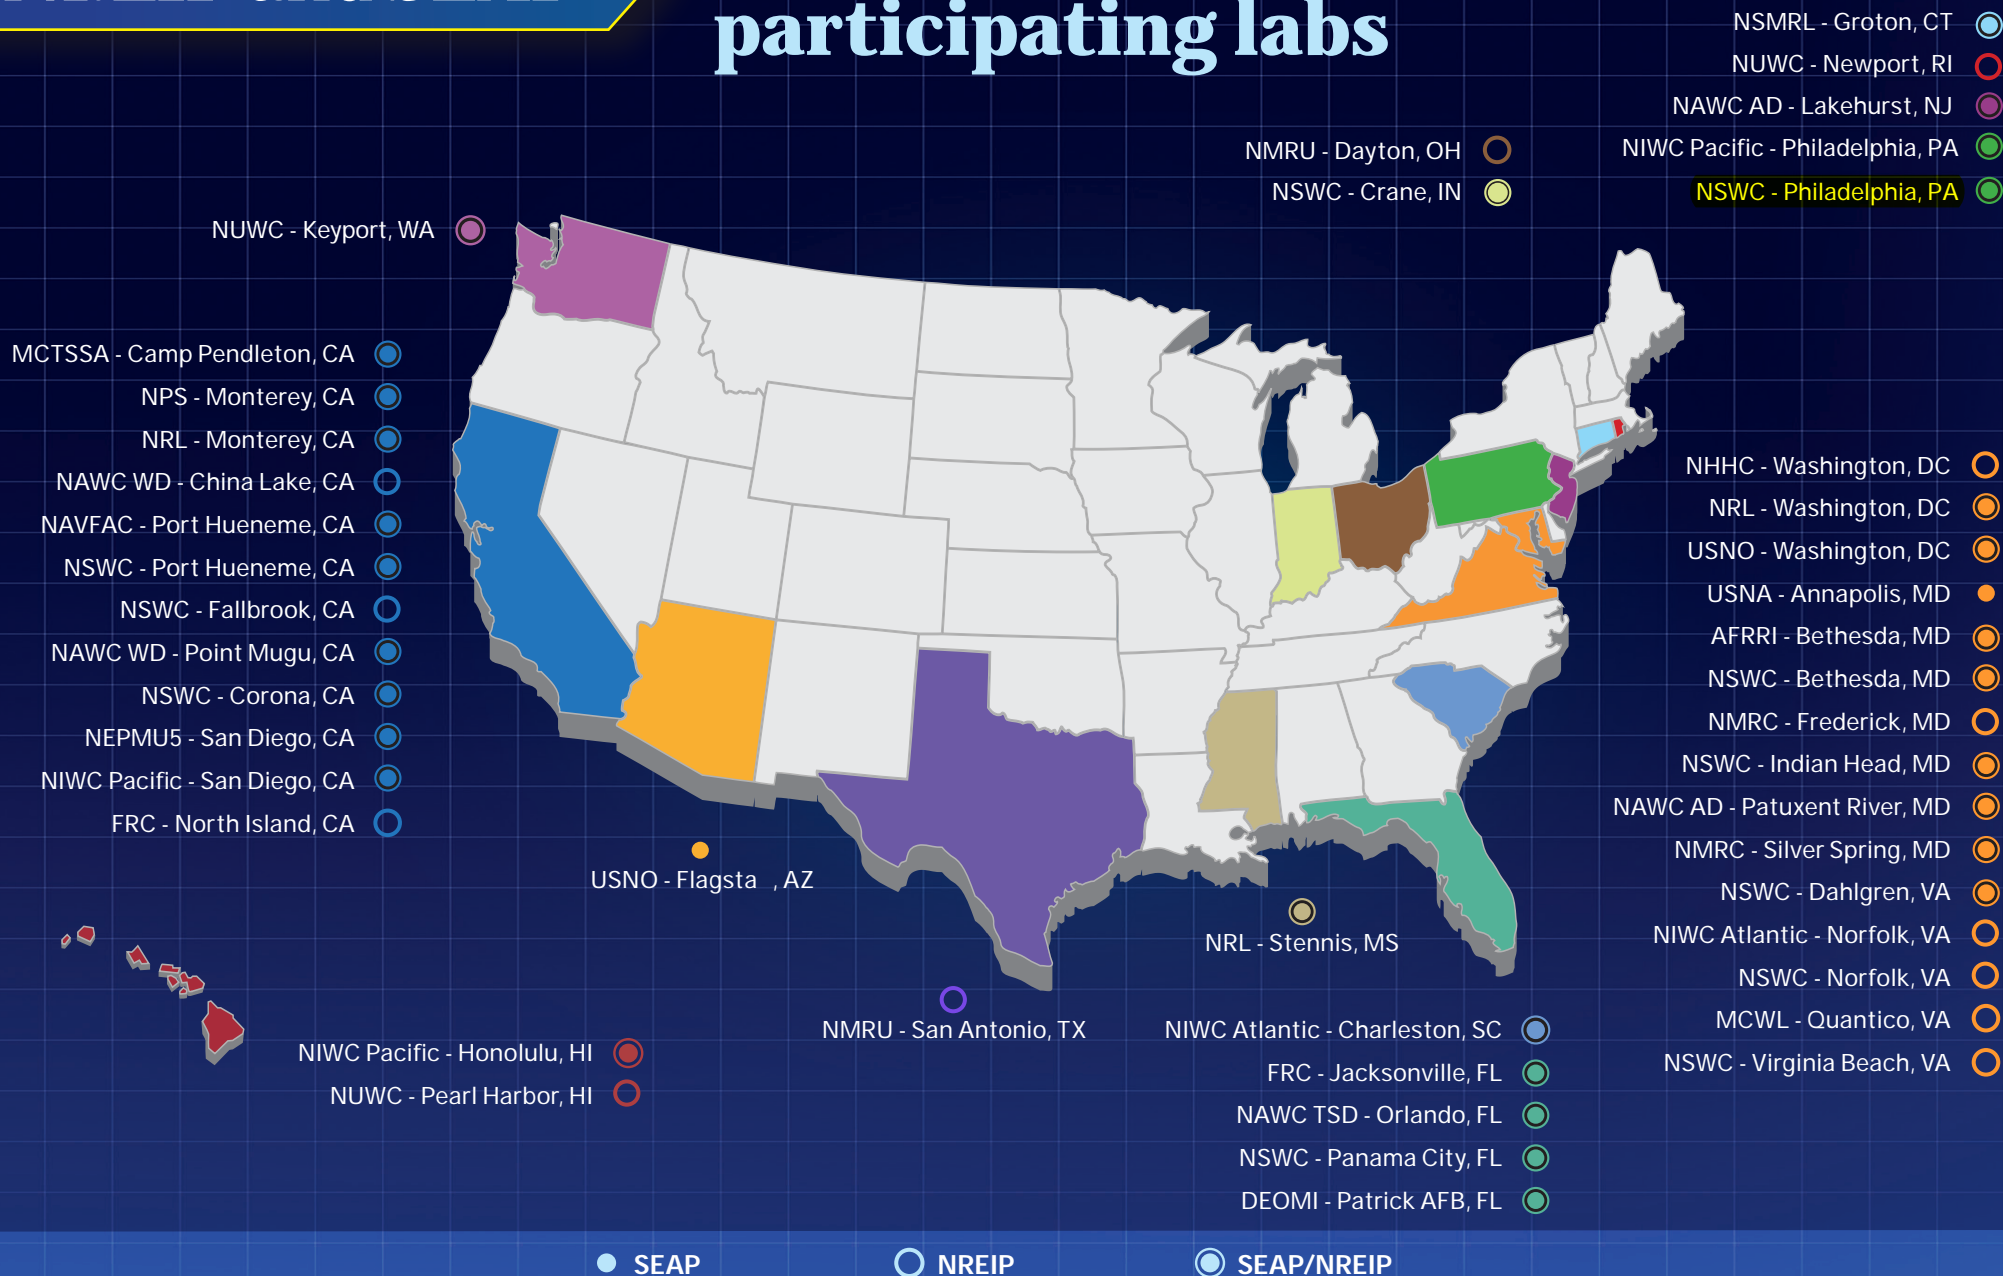 participating labs
NSMRL - Groton, CT
NUWC - Newport, RI
NAWC AD - Lakehurst, NJ
NIWC Pacific - Philadelphia, PA
NSWC - Philadelphia, PA
NMRU - Dayton, OH
NSWC - Crane, IN
NUWC - Keyport, WA
MCTSSA - Camp Pendleton, CA
NPS - Monterey, CA
NRL - Monterey, CA
NAWC WD - China Lake, CA
NAVFAC - Port Hueneme, CA
NSWC - Port Hueneme, CA
NSWC - Fallbrook, CA
NAWC WD - Point Mugu, CA
NSWC - Corona, CA
NEPMU5 - San Diego, CA
NIWC Pacific - San Diego, CA
FRC - North Island, CA
NHHC - Washington, DC
NRL - Washington, DC
USNO - Washington, DC
USNA - Annapolis, MD
AFRRI - Bethesda, MD
NSWC - Bethesda, MD
NMRC - Frederick, MD
NSWC - Indian Head, MD
NAWC AD - Patuxent River, MD
NMRC - Silver Spring, MD
NSWC - Dahlgren, VA
NIWC Atlantic - Norfolk, VA
NSWC - Norfolk, VA
MCWL - Quantico, VA
NSWC - Virginia Beach, VA
USNO - Flagsta , AZ
NRL - Stennis, MS
NMRU - San Antonio, TX
NIWC Pacific - Honolulu, HI
NUWC - Pearl Harbor, HI
NIWC Atlantic - Charleston, SC
FRC - Jacksonville, FL
NAWC TSD - Orlando, FL
NSWC - Panama City, FL
DEOMI - Patrick AFB, FL
SEAP
NREIP
SEAP/NREIP